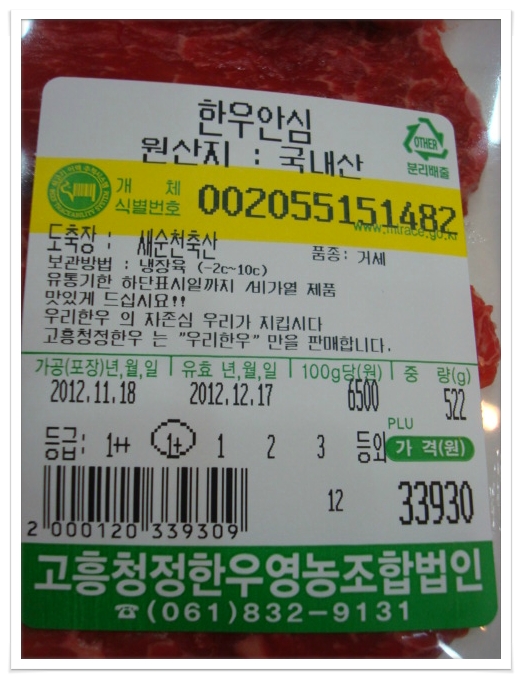 한우안심
원산지 : 국내산
OTHER
분리배출
개 체
식별번호
002055151482
www.mtrace.go.kr
도축장 : 새순천축산
품종: 거세
보관방법 : 냉장육 (-2c~10c)
유통기한 하단표시일까지 /비가열 제품
맛있게 드십시요!!
우리한우 의 자존심 우리가 지킵시다
고흥청정한우 는 "우리한우" 만을 판매합니다.
가공(포장)년,월,일 유효 년,월,일 100g당(원) 중 량(g)
2012.11.18 2012.12.17 6500 522
PLU
등급: 1++ 1+ 1 2 3 등외 가 격(원)
12 33930
2 000120 339309
고흥청정한우영농조합법인
☎(061)832-9131